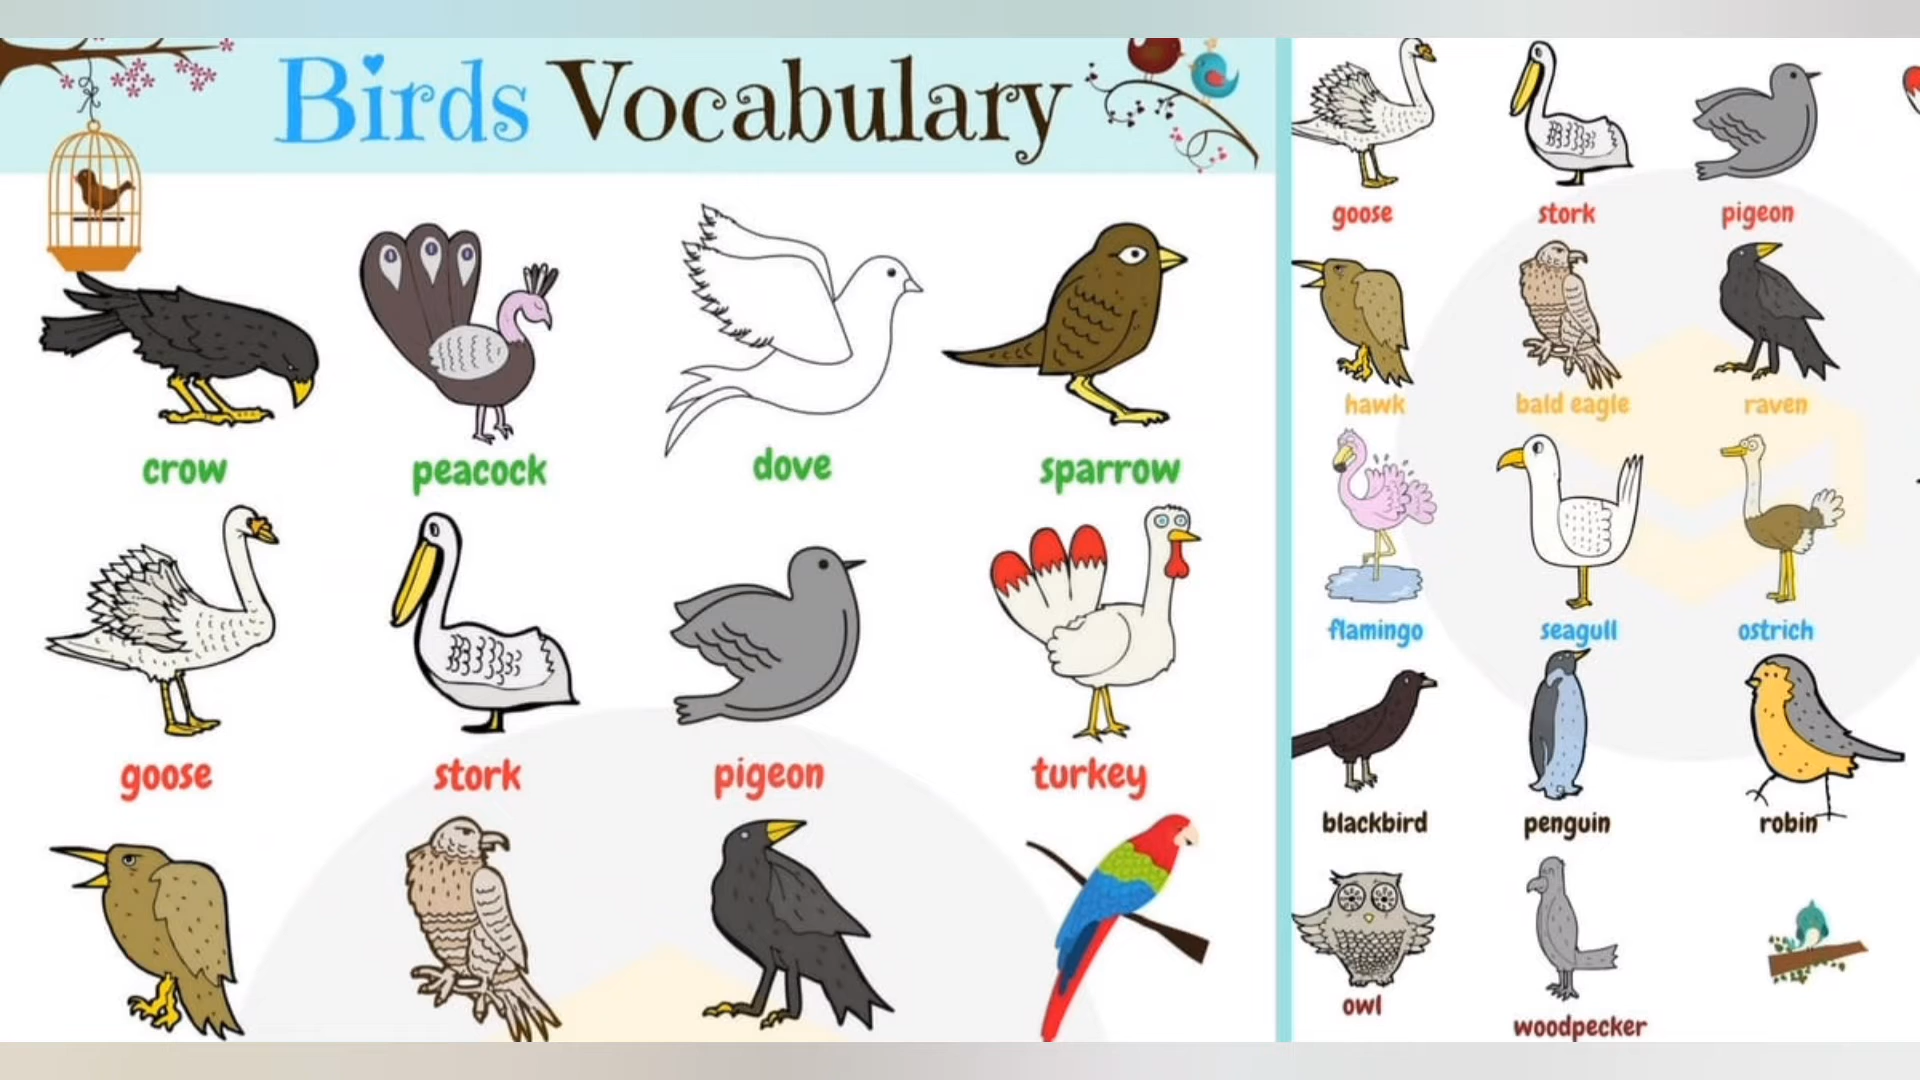 Birds Vocabulary
crow peacock dove sparrow
goose stork pigeon turkey
goose stork pigeon
hawk bald eagle raven
flamingo seagull ostrich
blackbird penguin robin
owl woodpecker